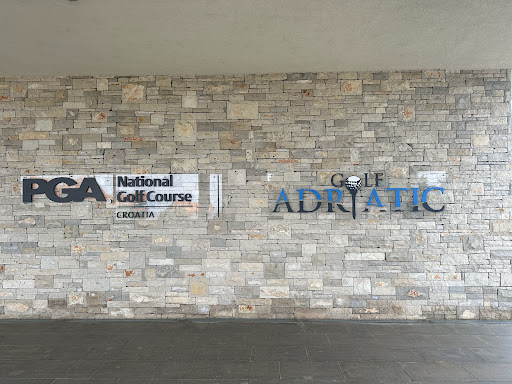 PGA National
Golf Course
CROATIA
GOLF
ADRIATIC